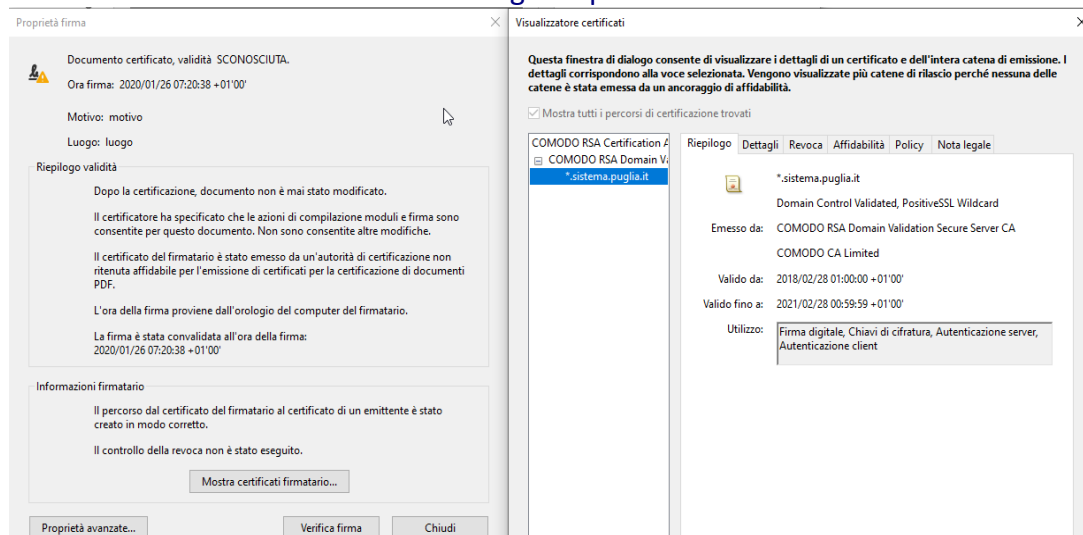 Proprietà firma
Documento certificato, validità SCONOSCIUTA.
Ora firma: 2020/01/26 07:20:38 +01'00'
Motivo: motivo
Luogo: luogo
Riepilogo validità
Dopo la certificazione, documento non è mai stato modificato.
Il certificatore ha specificato che le azioni di compilazione moduli e firma sono
consentite per questo documento. Non sono consentite altre modifiche.
Il certificato del firmatario è stato emesso da un'autorità di certificazione non
ritenuta affidabile per l'emissione di certificati per la certificazione di documenti
PDF.
L'ora della firma proviene dall'orologio del computer del firmatario.
La firma è stata convalidata all'ora della firma:
2020/01/26 07:20:38 +01'00'
Informazioni firmatario
Il percorso dal certificato del firmatario al certificato di un emittente è stato
creato in modo corretto.
Il controllo della revoca non è stato eseguito.
Mostra certificati firmatario...
Proprietà avanzate...
Verifica firma
Chiudi
Visualizzatore certificati
Questa finestra di dialogo consente di visualizzare i dettagli di un certificato e dell'intera catena di emissione. I
dettagli corrispondono alla voce selezionata. Vengono visualizzate più catene di rilascio perché nessuna delle
catene è stata emessa da un ancoraggio di affidabilità.
Mostra tutti i percorsi di certificazione trovati
COMODO RSA Certification A
COMODO RSA Domain Va
*.sistema.puglia.it
Riepilogo Dettagli Revoca Affidabilità Policy Nota legale
*.sistema.puglia.it
Domain Control Validated, PositiveSSL Wildcard
Emesso da: COMODO RSA Domain Validation Secure Server CA
COMODO CA Limited
Valido da: 2018/02/28 01:00:00 +01'00'
Valido fino a: 2021/02/28 00:59:59 +01'00'
Utilizzo: Firma digitale, Chiavi di cifratura, Autenticazione server,
Autenticazione client